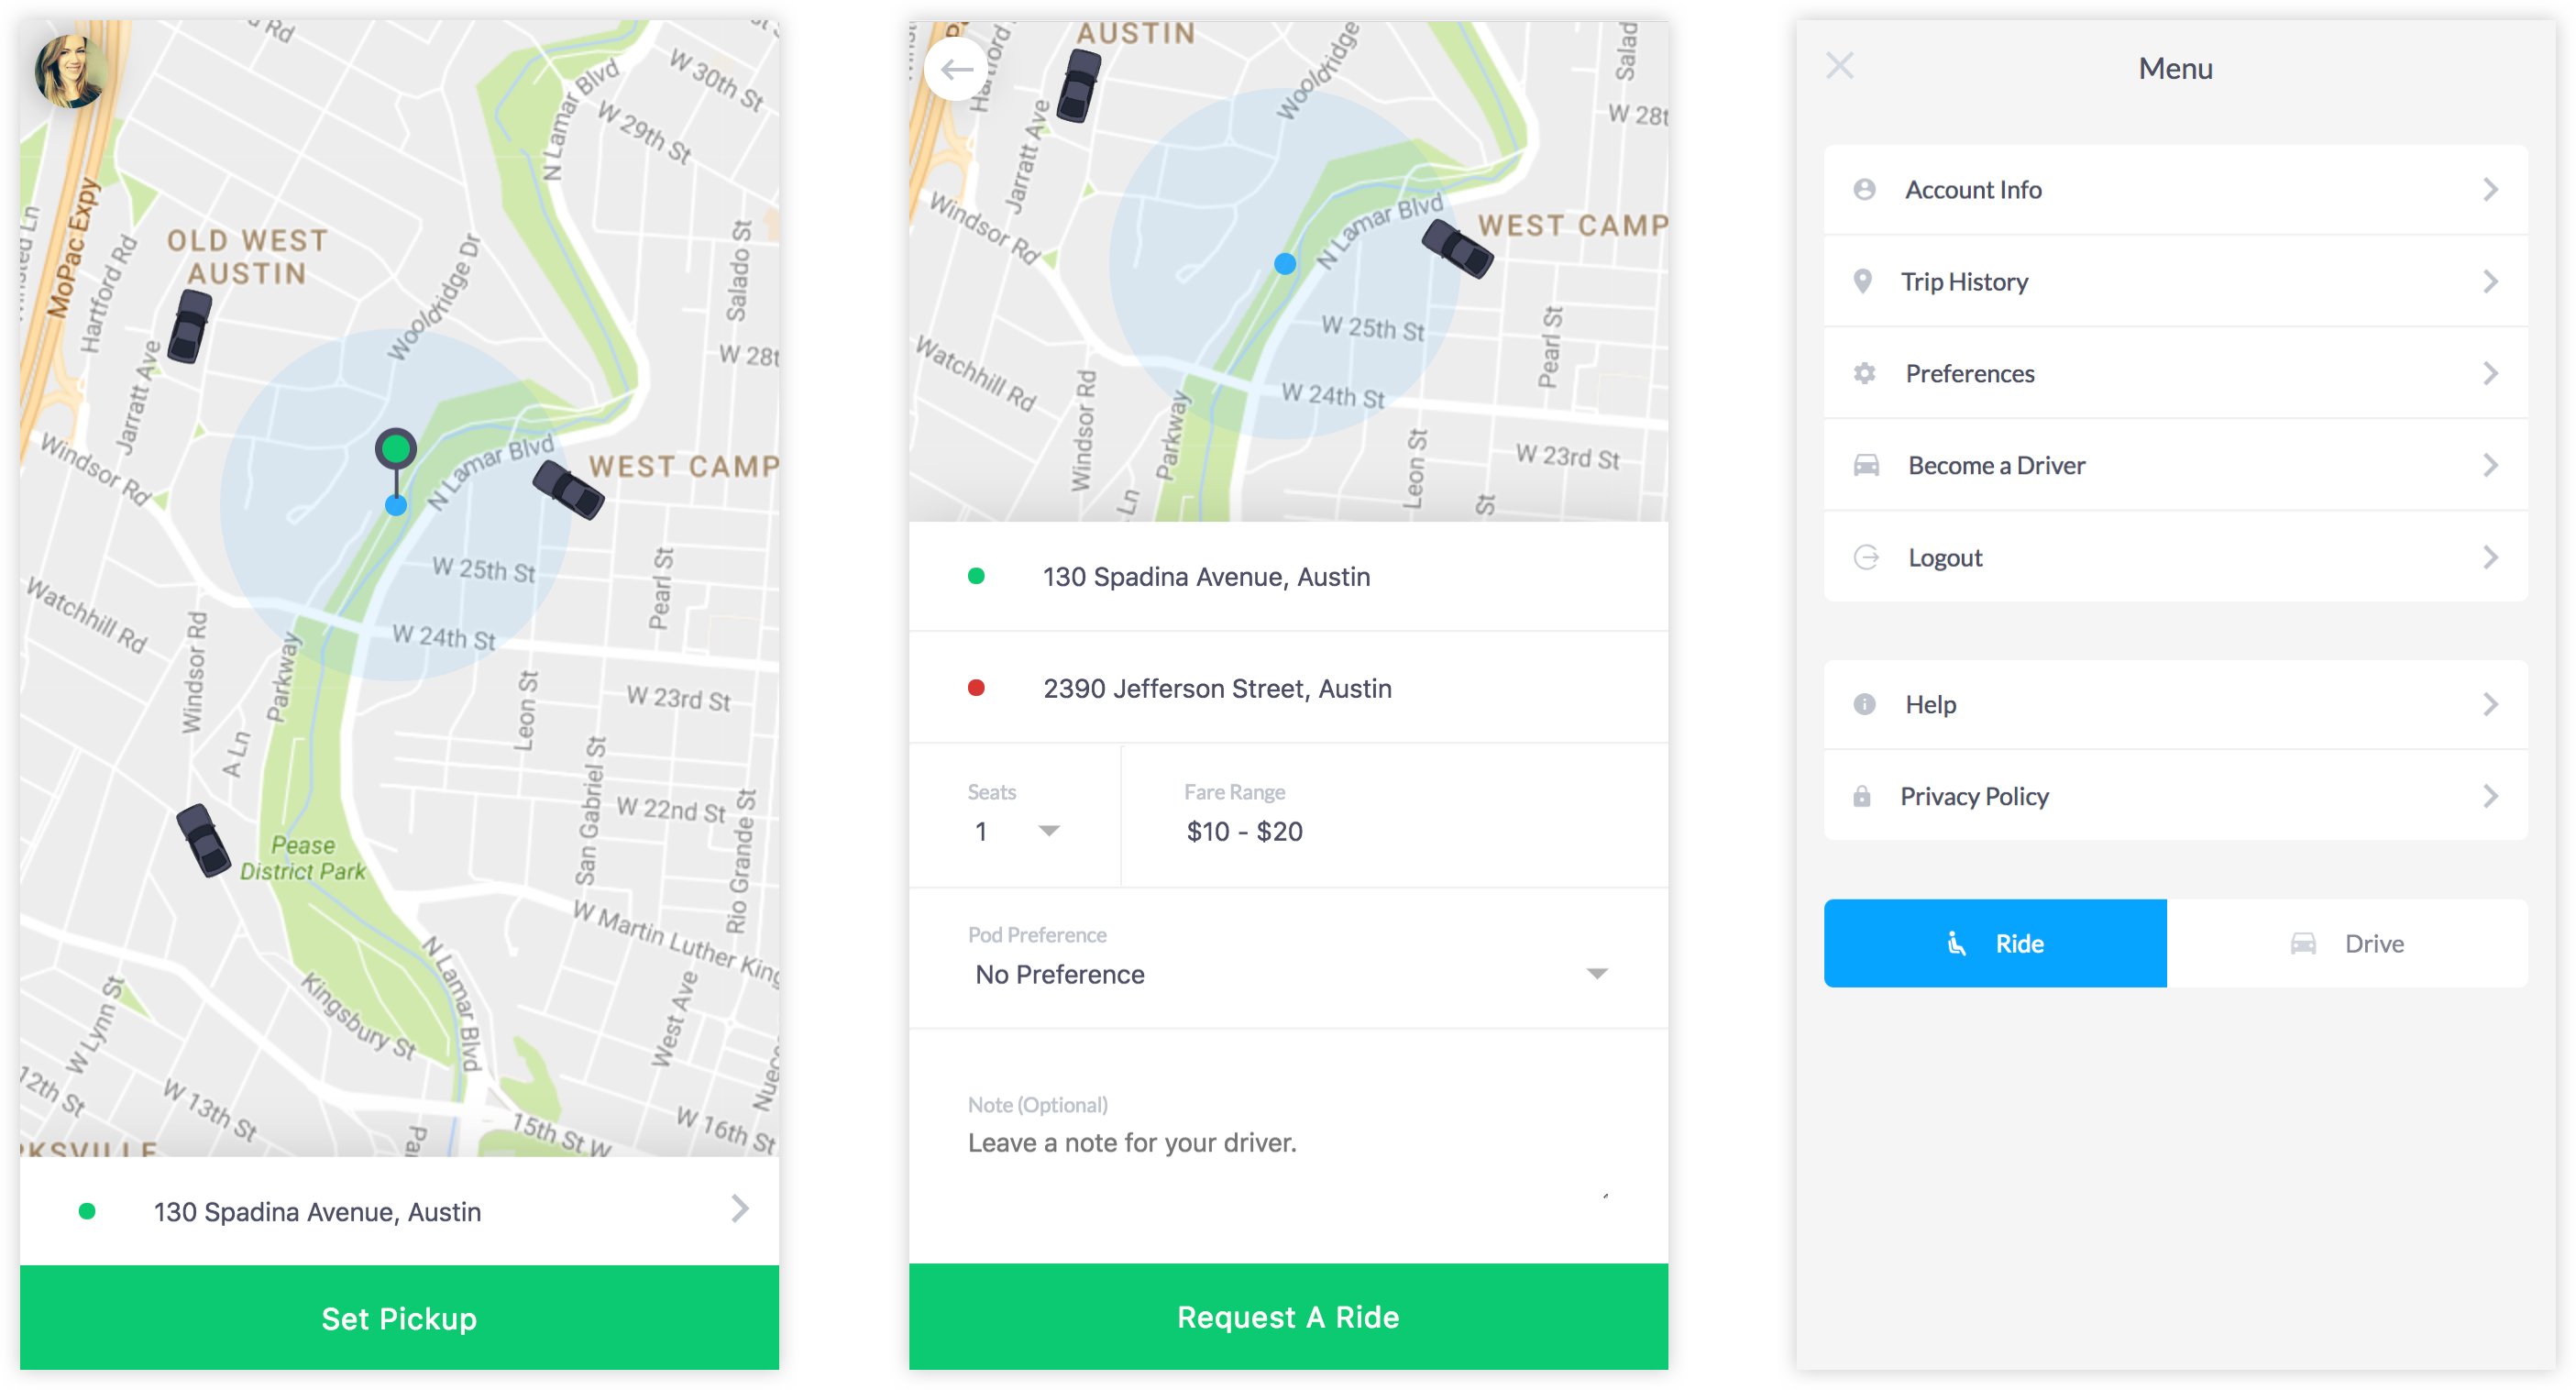 Rd
W 30th St
N Lamar Blvd
W 29th St
MoPac Expy
OLD WEST
AUSTIN
Hartford Rd
Wooldridge Dr
Salado St
W 28t
Jarratt Ave
Windsor Rd
N Lamar Blvd
WEST CAMP
W 25th St
Pearl St
Watchhill Rd
W 24th St
Windsor Rd
Parkway
Leon St
W 23rd St
A Ln
San Gabriel St
W 22nd St
Rio Grande St
Pease
District Park
W Martin Luther King
N Lamar Blvd
Kingsbury St
West Ave
W Lynn St
12th St
W 13th St
15th St W
W 16th St
Nuec
Pa
RKSVILLE
130 Spadina Avenue, Austin
Set Pickup
AUSTIN
Hartford
Wooldridge
Salad
W 28t
Jarratt Ave
Windsor Rd
N Lamar Blvd
WEST CAMP
W 25th St
Pearl St
Watchhill Rd
W 24th St
Windsor Rd
Parkway
Leon St
W 23rd St
Ln
St
130 Spadina Avenue, Austin
2390 Jefferson Street, Austin
Seats
1
Fare Range
$10 - $20
Pod Preference
No Preference
Note (Optional)
Leave a note for your driver.
Request A Ride
Menu
Account Info
Trip History
Preferences
Become a Driver
Logout
Help
Privacy Policy
Ride
Drive